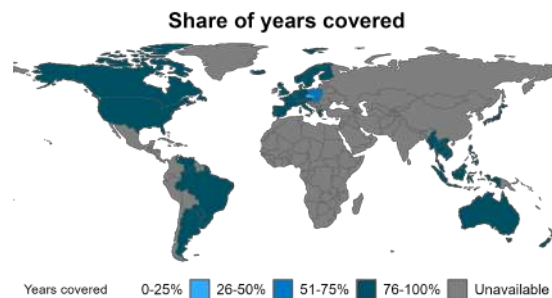 Share of years covered
Years covered 0-25% 26-50% 51-75% 76-100% Unavailable